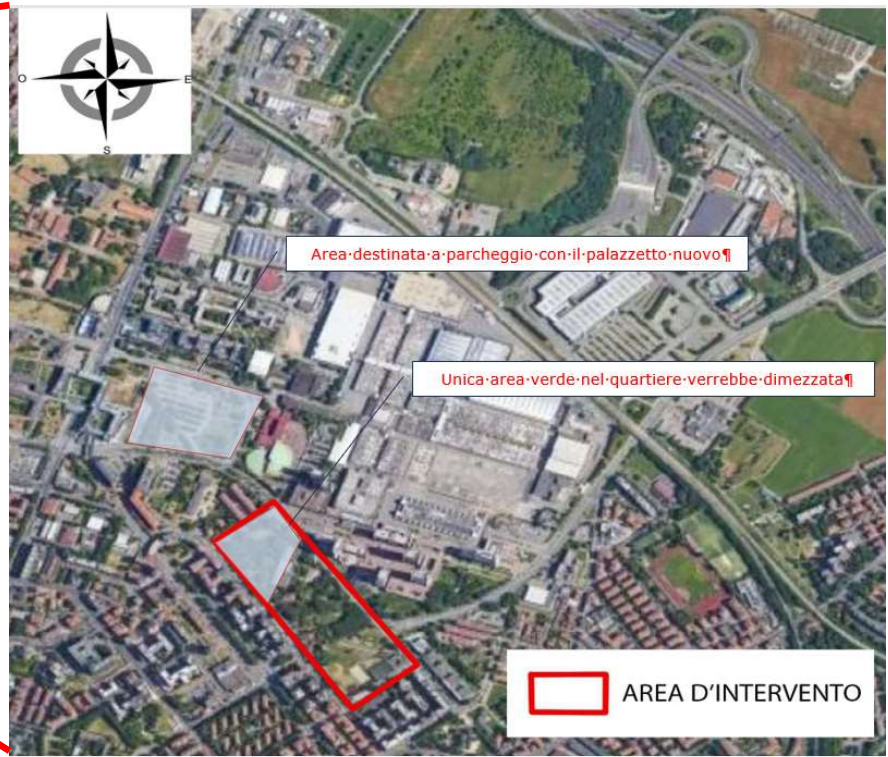 O
E
S
Area·destinata·a·parcheggio·con·il·palazzetto·nuovo¶
Unica·area·verde·nel·quartiere·verrebbe·dimezzata¶
AREA D'INTERVENTO